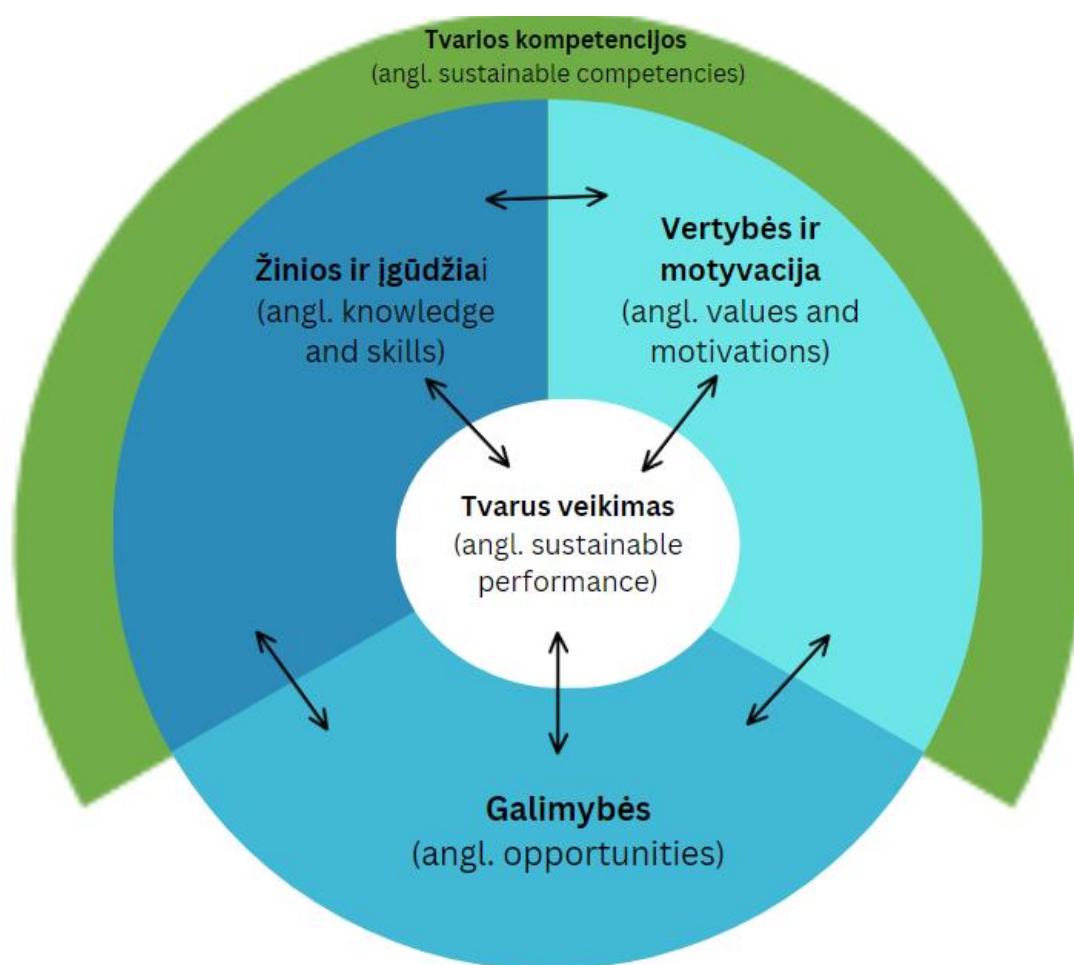 Tvarios kompetencijos
(angl. sustainable competencies)
Žinios ir įgūdžiai
(angl. knowledge
and skills)
Vertybės ir
motyvacija
(angl. values and
motivations)
Tvarus veikimas
(angl. sustainable
performance)
Galimybės
(angl. opportunities)